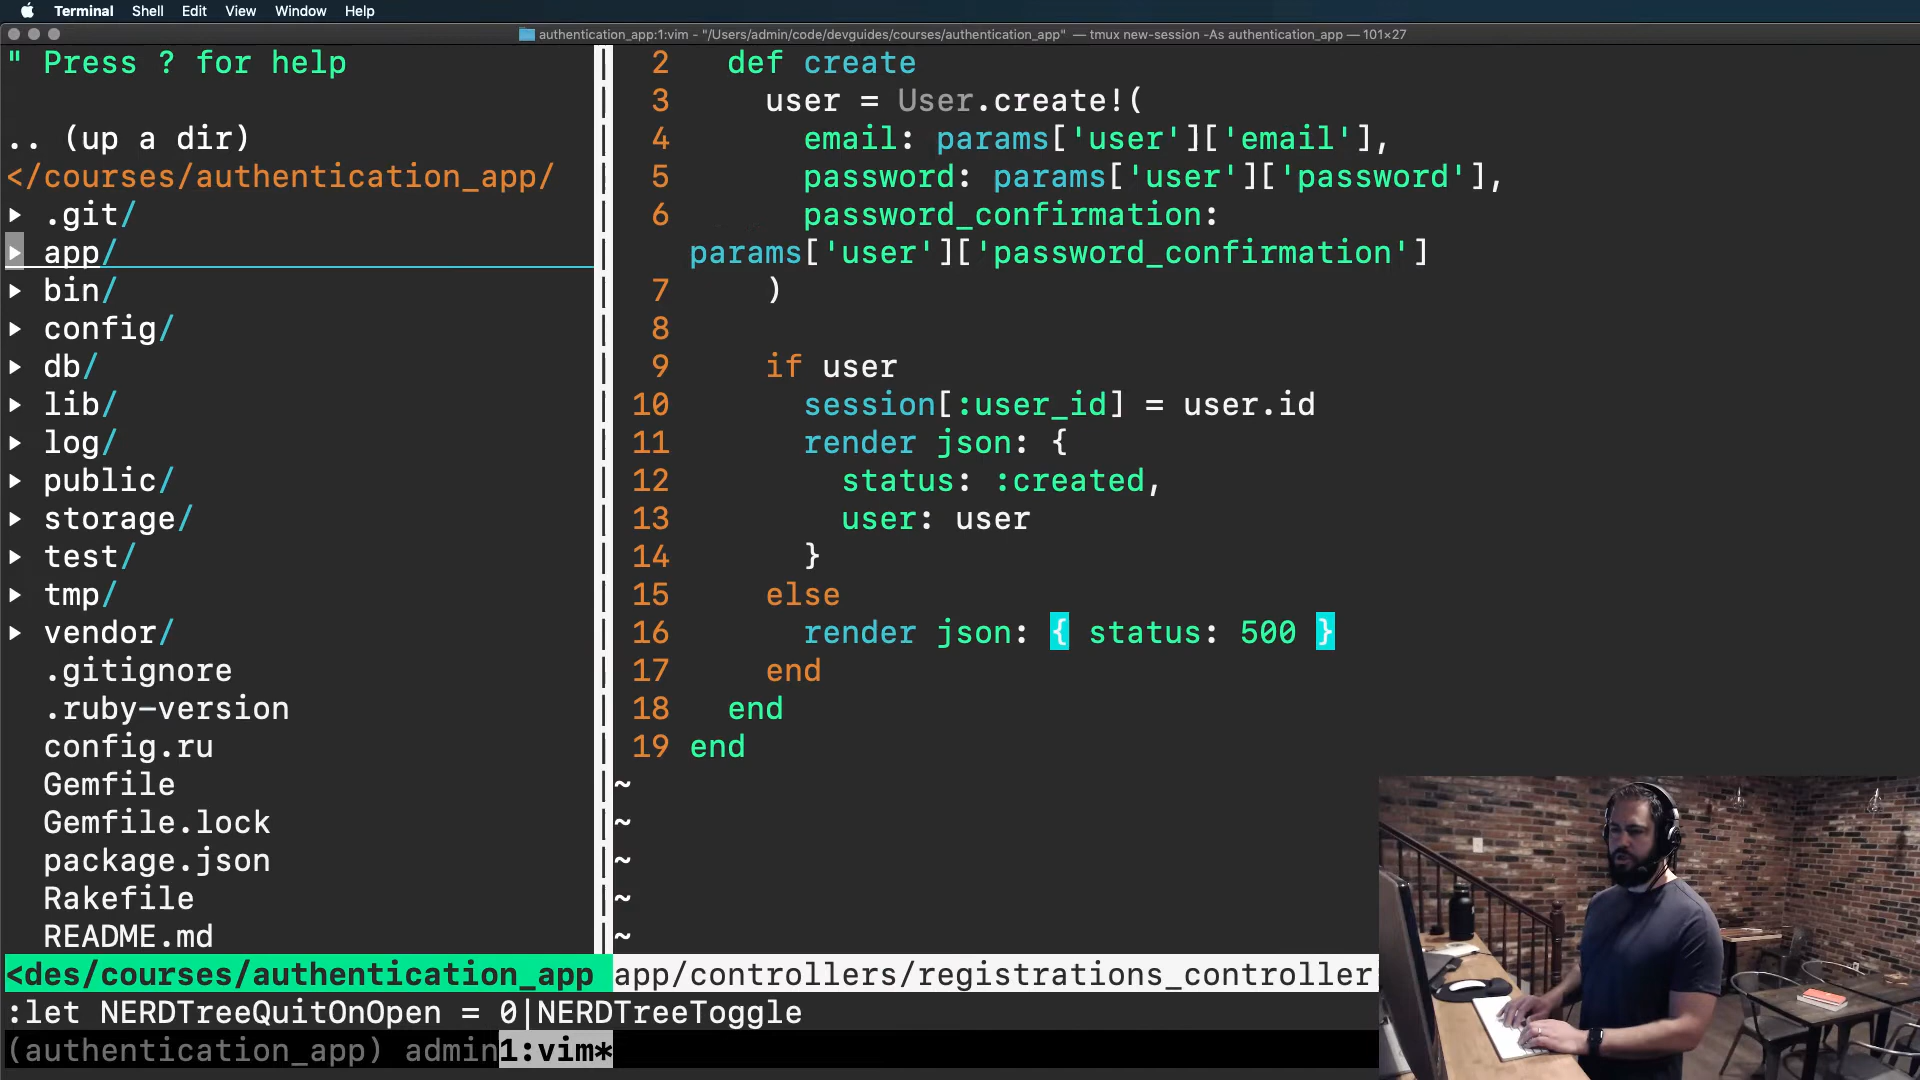 Terminal Shell Edit View Window Help
authentication_app:1:vim - "/Users/admin/code/devguides/courses/authentication_app" — tmux new-session -As authentication_app — 101×27
" Press ? for help
.. (up a dir)
</courses/authentication_app/
▸ .git/
▸ app/
▸ bin/
▸ config/
▸ db/
▸ lib/
▸ log/
▸ public/
▸ storage/
▸ test/
▸ tmp/
▸ vendor/
.gitignore
.ruby-version
config.ru
Gemfile
Gemfile.lock
package.json
Rakefile
README.md
<des/courses/authentication_app
2 def create
3 user = User.create!(
4 email: params['user']['email'],
5 password: params['user']['password'],
6 password_confirmation:
params['user']['password_confirmation']
7 )
8
9 if user
10 session[:user_id] = user.id
11 render json: {
12 status: :created,
13 user: user
14 }
15 else
16 render json: { status: 500 }
17 end
18 end
19 end
~
~
~
~
~
app/controllers/registrations_controller
:let NERDTreeQuitOnOpen = 0|NERDTreeToggle
(authentication_app) admin1:vim*